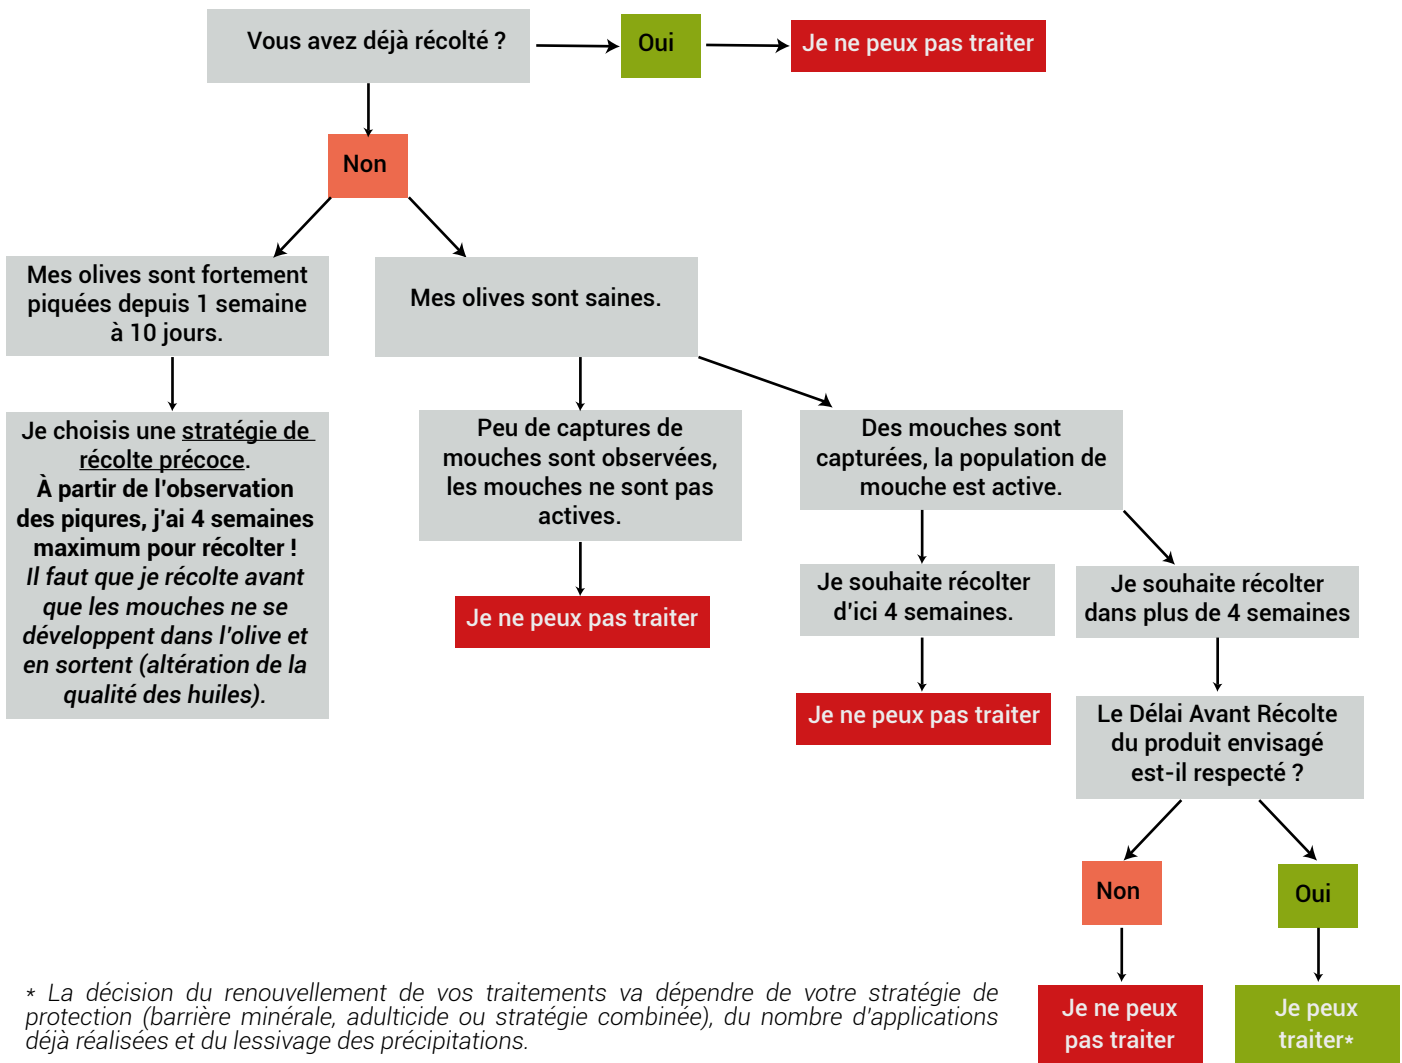 Vous avez déjà récolté ?
Oui
Je ne peux pas traiter
Non
Mes olives sont fortement
piquées depuis 1 semaine
à 10 jours.
Mes olives sont saines.
Je choisis une stratégie de
récolte précoce.
À partir de l'observation
des piqures, j'ai 4 semaines
maximum pour récolter !
Il faut que je récolte avant
que les mouches ne se
développent dans l'olive et
en sortent (altération de la
qualité des huiles).
Peu de captures de
mouches sont observées,
les mouches ne sont pas
actives.
Je ne peux pas traiter
Des mouches sont
capturées, la population de
mouche est active.
Je souhaite récolter
d'ici 4 semaines.
Je ne peux pas traiter
Je souhaite récolter
dans plus de 4 semaines
Le Délai Avant Récolte
du produit envisagé
est-il respecté ?
Non
Oui
Je ne peux
pas traiter
Je peux
traiter*
* La décision du renouvellement de vos traitements va dépendre de votre stratégie de
protection (barrière minérale, adulticide ou stratégie combinée), du nombre d'applications
déjà réalisées et du lessivage des précipitations.